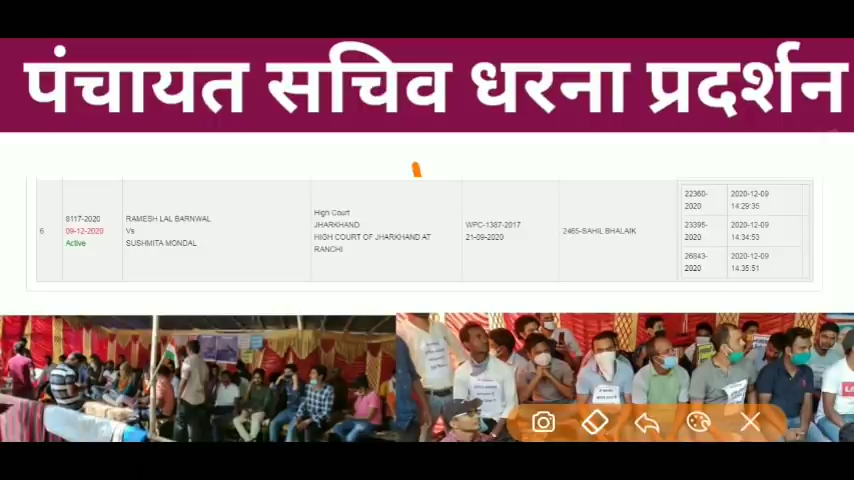 पंचायत सचिव धरना प्रदर्शन
6
8117-2020
09-12-2020
Active
RAMESH LAL BARNWAL
Vs
SUSHMITA MONDAL
High Court
JHARKHAND
HIGH COURT OF JHARKHAND AT
RANCHI
WPC-1387-2017
21-09-2020
2465-SAHIL BHALAIK
22360-
2020
2020-12-09
14:29:35
23395-
2020
2020-12-09
14:34:53
26843-
2020
2020-12-09
14:35:51